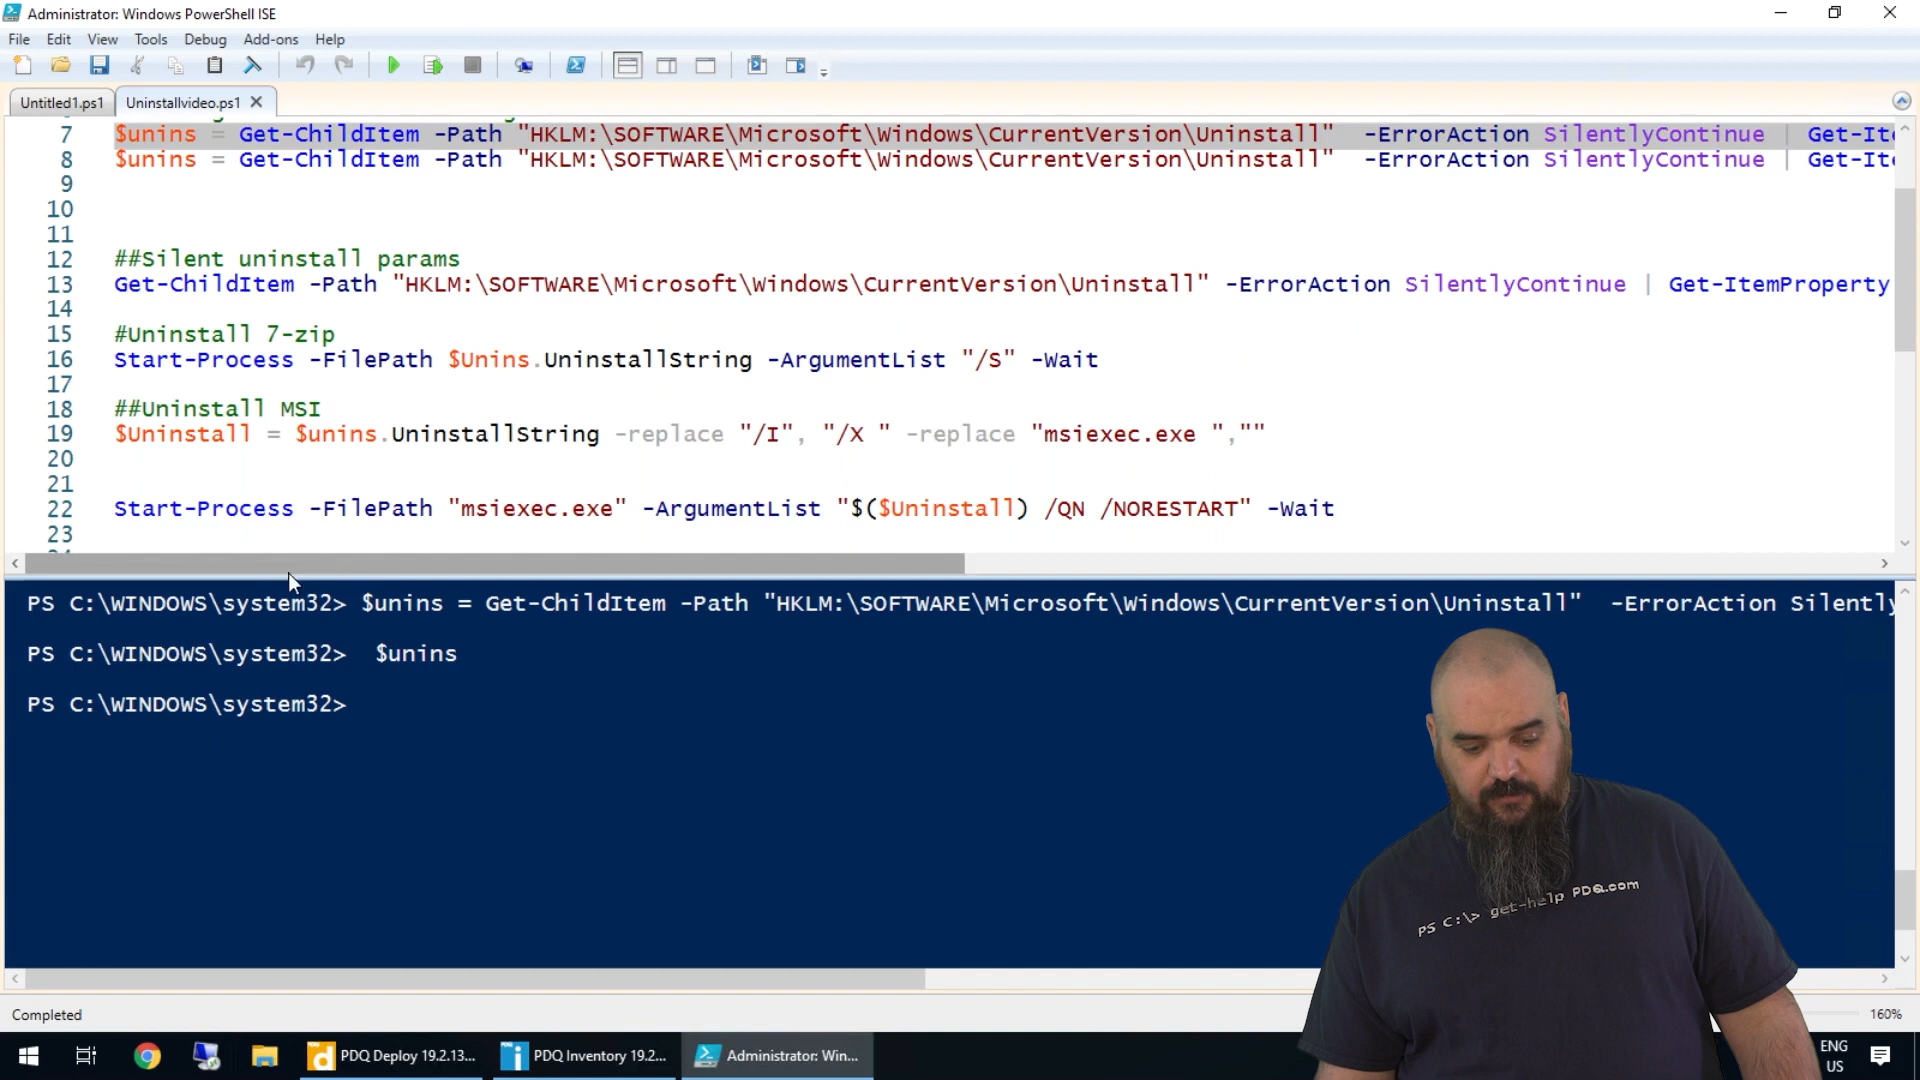 Administrator: Windows PowerShell ISE
File Edit View Tools Debug Add-ons Help
Untitled1.ps1 Uninstallvideo.ps1
7 $unins = Get-ChildItem -Path "HKLM:\SOFTWARE\Microsoft\Windows\CurrentVersion\Uninstall" -ErrorAction SilentlyContinue | Get-Ite
8 $unins = Get-ChildItem -Path "HKLM:\SOFTWARE\Microsoft\Windows\CurrentVersion\Uninstall" -ErrorAction SilentlyContinue | Get-Ite
9
10
11
12 ##Silent uninstall params
13 Get-ChildItem -Path "HKLM:\SOFTWARE\Microsoft\Windows\CurrentVersion\Uninstall" -ErrorAction SilentlyContinue | Get-ItemProperty
14
15 #Uninstall 7-zip
16 Start-Process -FilePath $Unins.UninstallString -ArgumentList "/S" -Wait
17
18 ##Uninstall MSI
19 $Uninstall = $unins.UninstallString -replace "/I", "/X " -replace "msiexec.exe ",""
20
21
22 Start-Process -FilePath "msiexec.exe" -ArgumentList "$($Uninstall) /QN /NORESTART" -Wait
23
PS C:\WINDOWS\system32> $unins = Get-ChildItem -Path "HKLM:\SOFTWARE\Microsoft\Windows\CurrentVersion\Uninstall" -ErrorAction Silently
PS C:\WINDOWS\system32> $unins
PS C:\WINDOWS\system32>
PS C:\> get-help PDQ.com
Completed
160%
PDQ Deploy 19.2.13... PDQ Inventory 19.2... Administrator: Win...
ENG
US